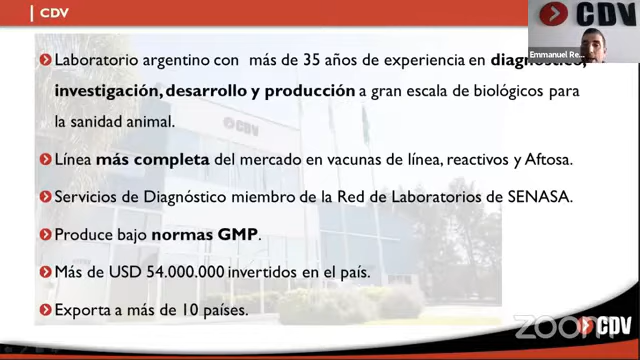 CDV
CDV
Emmanuel Re...
Laboratorio argentino con más de 35 años de experiencia en diagnóstico,
investigación, desarrollo y producción a gran escala de biológicos para
la sanidad animal.
CDV
Línea más completa del mercado en vacunas de línea, reactivos y Aftosa.
Servicios de Diagnóstico miembro de la Red de Laboratorios de SENASA.
Produce bajo normas GMP.
Más de USD 54.000.000 invertidos en el país.
Exporta a más de 10 países.
zoom
CDV